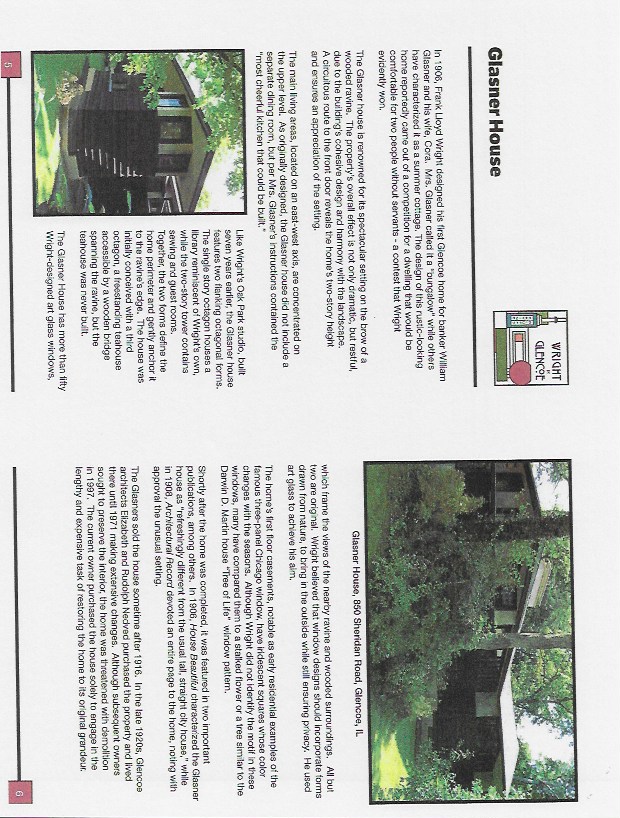 Glasner House
WRIGHT
IN
GLENCOE
In 1906, Frank Lloyd Wright designed his first Glencoe home for banker William
Glasner and his wife, Cora. Mrs. Glasner called it a "bungalow" while others
have characterized it as a summer cottage. The design of this rustic-looking
home reportedly came out of a competition for a dwelling that would be
comfortable for two people without servants - a contest that Wright
evidently won.
The Glasner house is renowned for its spectacular setting on the brow of a
wooded ravine. The property's overall effect is not only dramatic, but restful,
due to the building's cohesive design and harmony with the landscape.
A circuitous route to the front door reveals the home's two-story height
and ensures an appreciation of the setting.
The main living areas, located on an east-west axis, are concentrated on
the upper level. As originally designed, the Glasner house did not include a
separate dining room, but per Mrs. Glasner's instructions contained the
"most cheerful kitchen that could be built."
Like Wright's Oak Park studio, built
seven years earlier, the Glasner house
features two flanking octagonal forms.
The single story octagon houses a
library reminiscent of Wright's own,
while the two-story tower contains
sewing and guest rooms.
Together, the two forms define the
home perimeter and gently anchor it
to the ravine's edge. The house was
initially conceived with a third
octagon, a freestanding teahouse
accessible by a wooden bridge
spanning the ravine, but the
teahouse was never built.
The Glasner House has more than fifty
Wright-designed art glass windows,
5
Glasner House, 850 Sheridan Road, Glencoe, IL
which frame the views of the nearby ravine and wooded surroundings. All but
two are original. Wright believed that window designs should incorporate forms
drawn from nature, to bring in the outside while still ensuring privacy. He used
art glass to achieve his aim.
The home's first floor casements, notable as early residential examples of the
famous three-panel Chicago window, have iridescent squares whose color
changes with the seasons. Although Wright did not identify the motif in these
windows, many have compared them to a stalked flower or a tree similar to the
Darwin D. Martin house "Tree of Life" window pattern.
Shortly after the home was completed, it was featured in two important
publications, among others. In 1906, House Beautiful characterized the Glasner
house as "refreshingly different from the usual tall, straight city house," while
in 1908, Architectural Record devoted an entire page to the home, noting with
approval the unusual setting.
The Glasners sold the house sometime after 1916. In the late 1920s, Glencoe
architects Elizabeth and Rudolph Nedved purchased the property and lived
there until 1971 making extensive changes. Although subsequent owners
sought to preserve the interior, the home was threatened with demolition
in 1997. The current owner purchased the house solely to engage in the
lengthy and expensive task of restoring the home to its original grandeur.
6